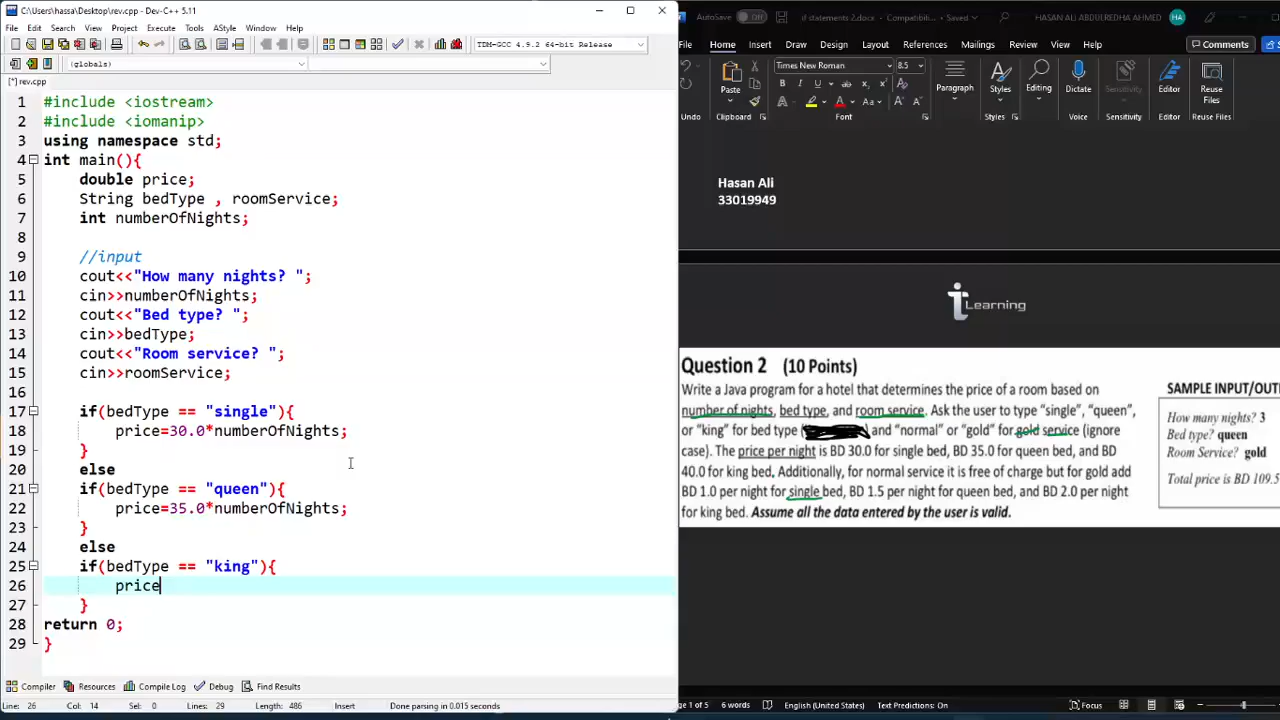 C:\Users\hassa\Desktop\rev.cpp - Dev-C++ 5.11
File Edit Search View Project Execute Tools AStyle Window Help
TDM-GCC 4.9.2 64-bit Release
(globals)
[*] rev.cpp
1 #include <iostream>
2 #include <iomanip>
3 using namespace std;
4 int main(){
5 double price;
6 String bedType , roomService;
7 int numberOfNights;
8
9 //input
10 cout<<"How many nights? ";
11 cin>>numberOfNights;
12 cout<<"Bed type? ";
13 cin>>bedType;
14 cout<<"Room service? ";
15 cin>>roomService;
16
17 if(bedType == "single"){
18 price=30.0*numberOfNights;
19 }
20 else
21 if(bedType == "queen"){
22 price=35.0*numberOfNights;
23 }
24 else
25 if(bedType == "king"){
26 price
27 }
28 return 0;
29 }
Compiler Resources Compile Log Debug Find Results
Line: 26 Col: 14 Sel: 0 Lines: 29 Length: 486 Insert Done parsing in 0.015 seconds
AutoSave Off if statements 2.docx - Compatibili... Saved HASAN ALI ABDULREDHA AHMED HA
File Home Insert Draw Design Layout References Mailings Review View Help Comments
Times New Roman 8.5
Paste Paragraph Styles Editing Dictate Sensitivity Editor Reuse Files
Undo Clipboard Font Styles Voice Sensitivity Editor Reuse Files
Hasan Ali
33019949
iLearning
Question 2 (10 Points)
Write a Java program for a hotel that determines the price of a room based on
number of nights, bed type, and room service. Ask the user to type “single”, “queen”,
or “king” for bed type ( ) and “normal” or “gold” for gold service (ignore
case). The price per night is BD 30.0 for single bed, BD 35.0 for queen bed, and BD
40.0 for king bed. Additionally, for normal service it is free of charge but for gold add
BD 1.0 per night for single bed, BD 1.5 per night for queen bed, and BD 2.0 per night
for king bed. Assume all the data entered by the user is valid.
SAMPLE INPUT/OUT
How many nights? 3
Bed type? queen
Room Service? gold
Total price is BD 109.5
Page 1 of 5 6 words English (United States) Text Predictions: On Focus